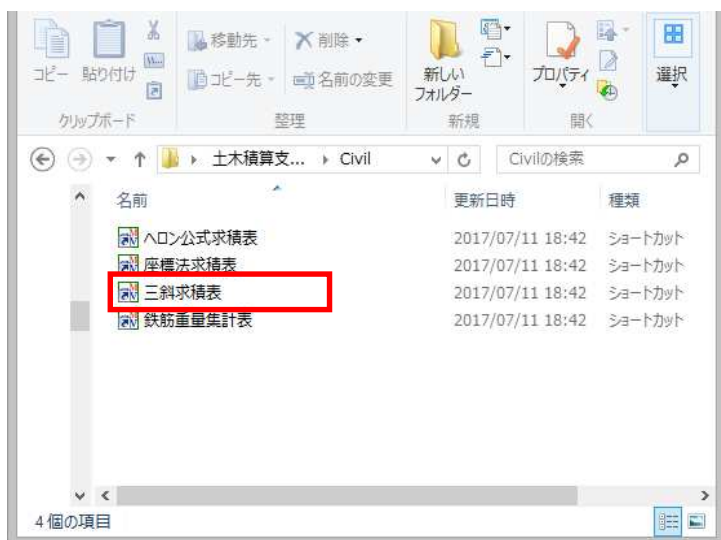 コピー 貼り付け 移動先 削除 新しいフォルダー プロパティ 選択
コピー先 名前の変更
クリップボード 整理 新規 開く
土木積算支... Civil Civilの検索
名前 更新日時 種類
ヘロン公式求積表 2017/07/11 18:42 ショートカット
座標法求積表 2017/07/11 18:42 ショートカット
三斜求積表 2017/07/11 18:42 ショートカット
鉄筋重量集計表 2017/07/11 18:42 ショートカット
4 個の項目